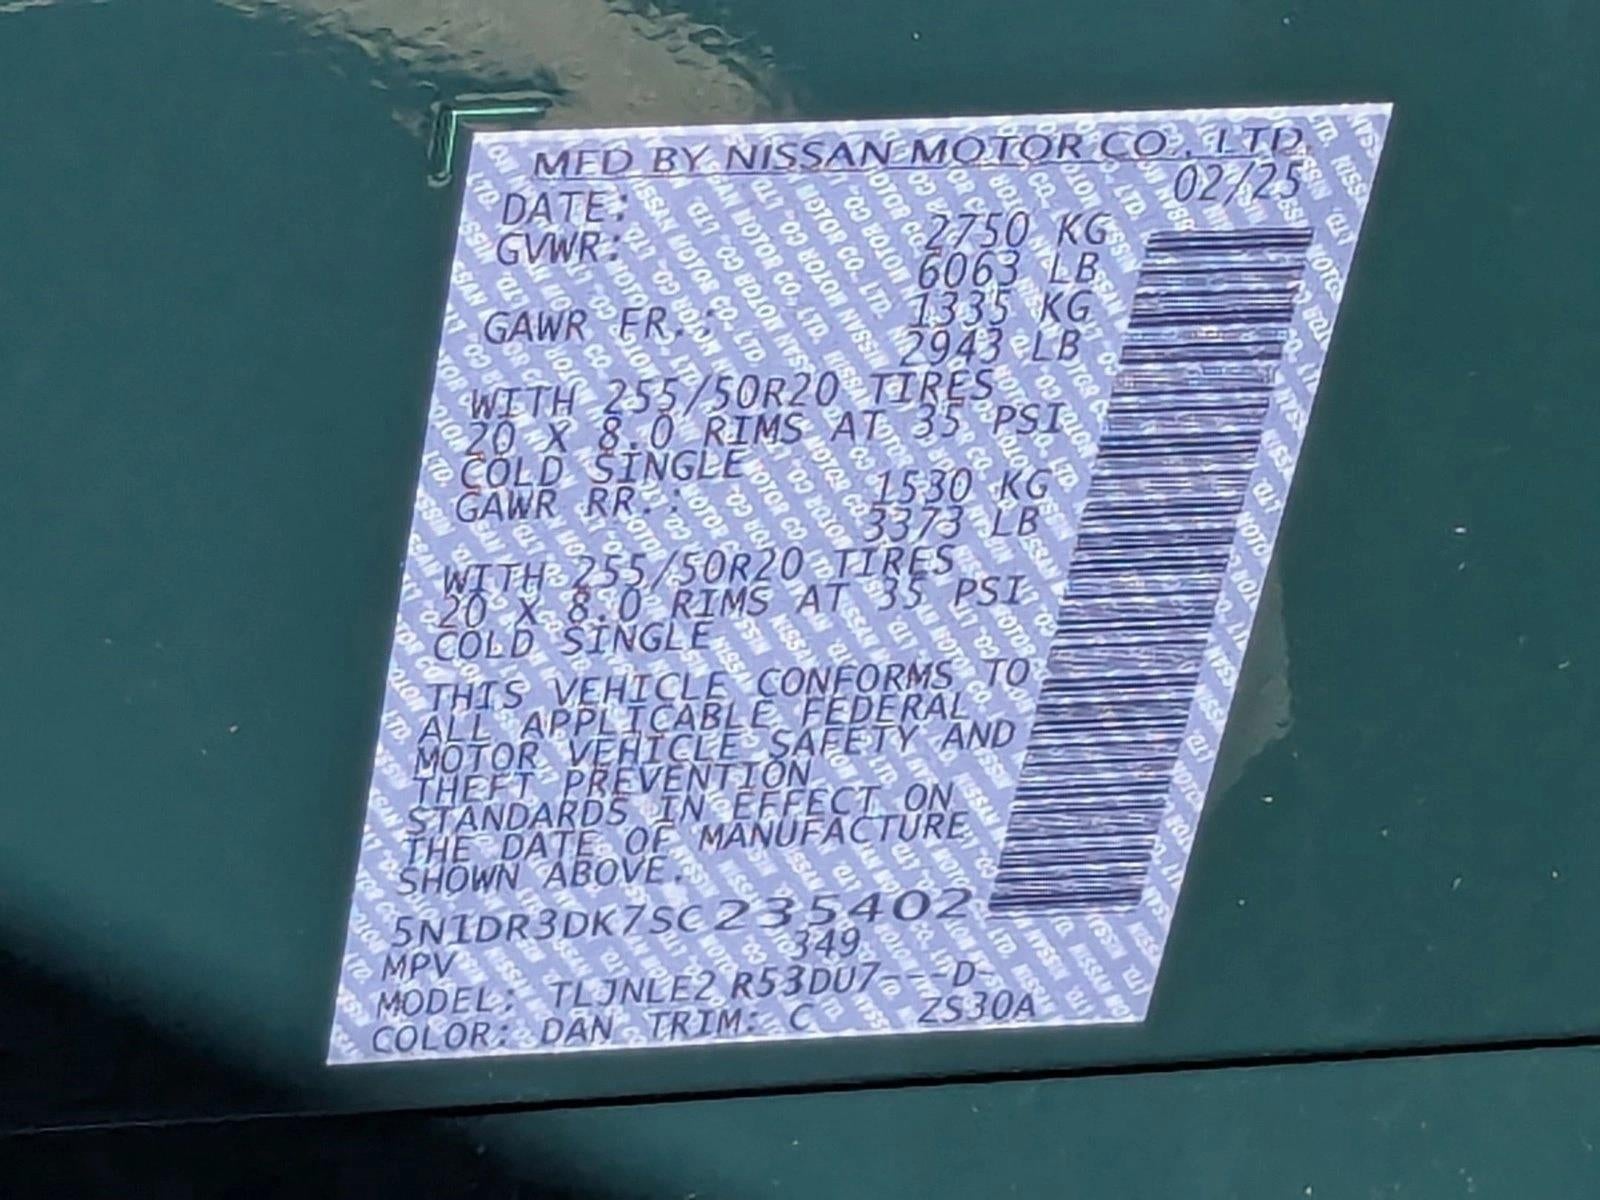 MFD BY NISSAN MOTOR CO., LTD.
DATE: 02/25
GVWR: 2750 KG
6063 LB
GAWR FR.: 1335 KG
2943 LB
WITH 255/50R20 TIRES
20 X 8.0 RIMS AT 35 PSI
COLD SINGLE
GAWR RR.: 1530 KG
3373 LB
WITH 255/50R20 TIRES
20 X 8.0 RIMS AT 35 PSI
COLD SINGLE
THIS VEHICLE CONFORMS TO
ALL APPLICABLE FEDERAL
MOTOR VEHICLE SAFETY AND
THEFT PREVENTION
STANDARDS IN EFFECT ON
THE DATE OF MANUFACTURE
SHOWN ABOVE.
5N1DR3DK7SC235402
MPV 349
MODEL: TLJNLE2 R53DU7---D-
COLOR: DAN TRIM: C ZS30A